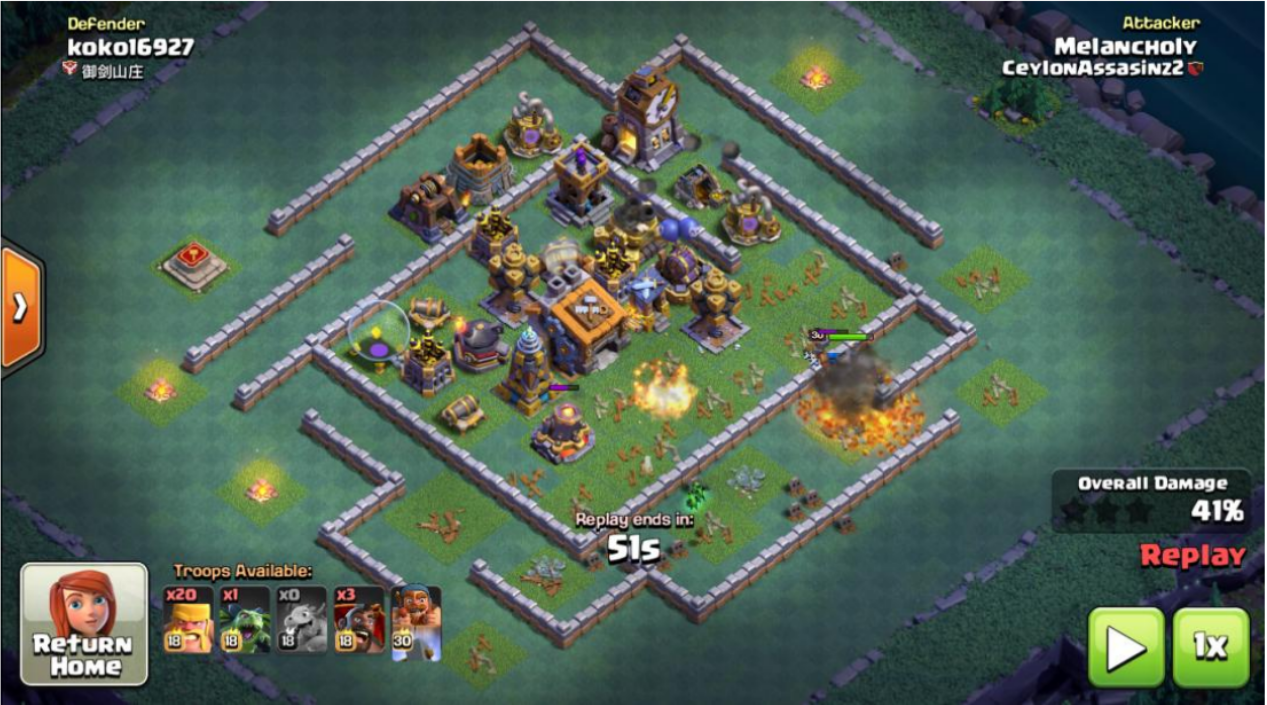 Defender
koko16927
御剑山庄
Attacker
Melancholy
CeylonAssasinz2
30
Replay ends in:
51s
Overall Damage
41%
Replay
Troops Available:
x20
x1
x0
x3
18
18
18
18
30
Return
Home
1x